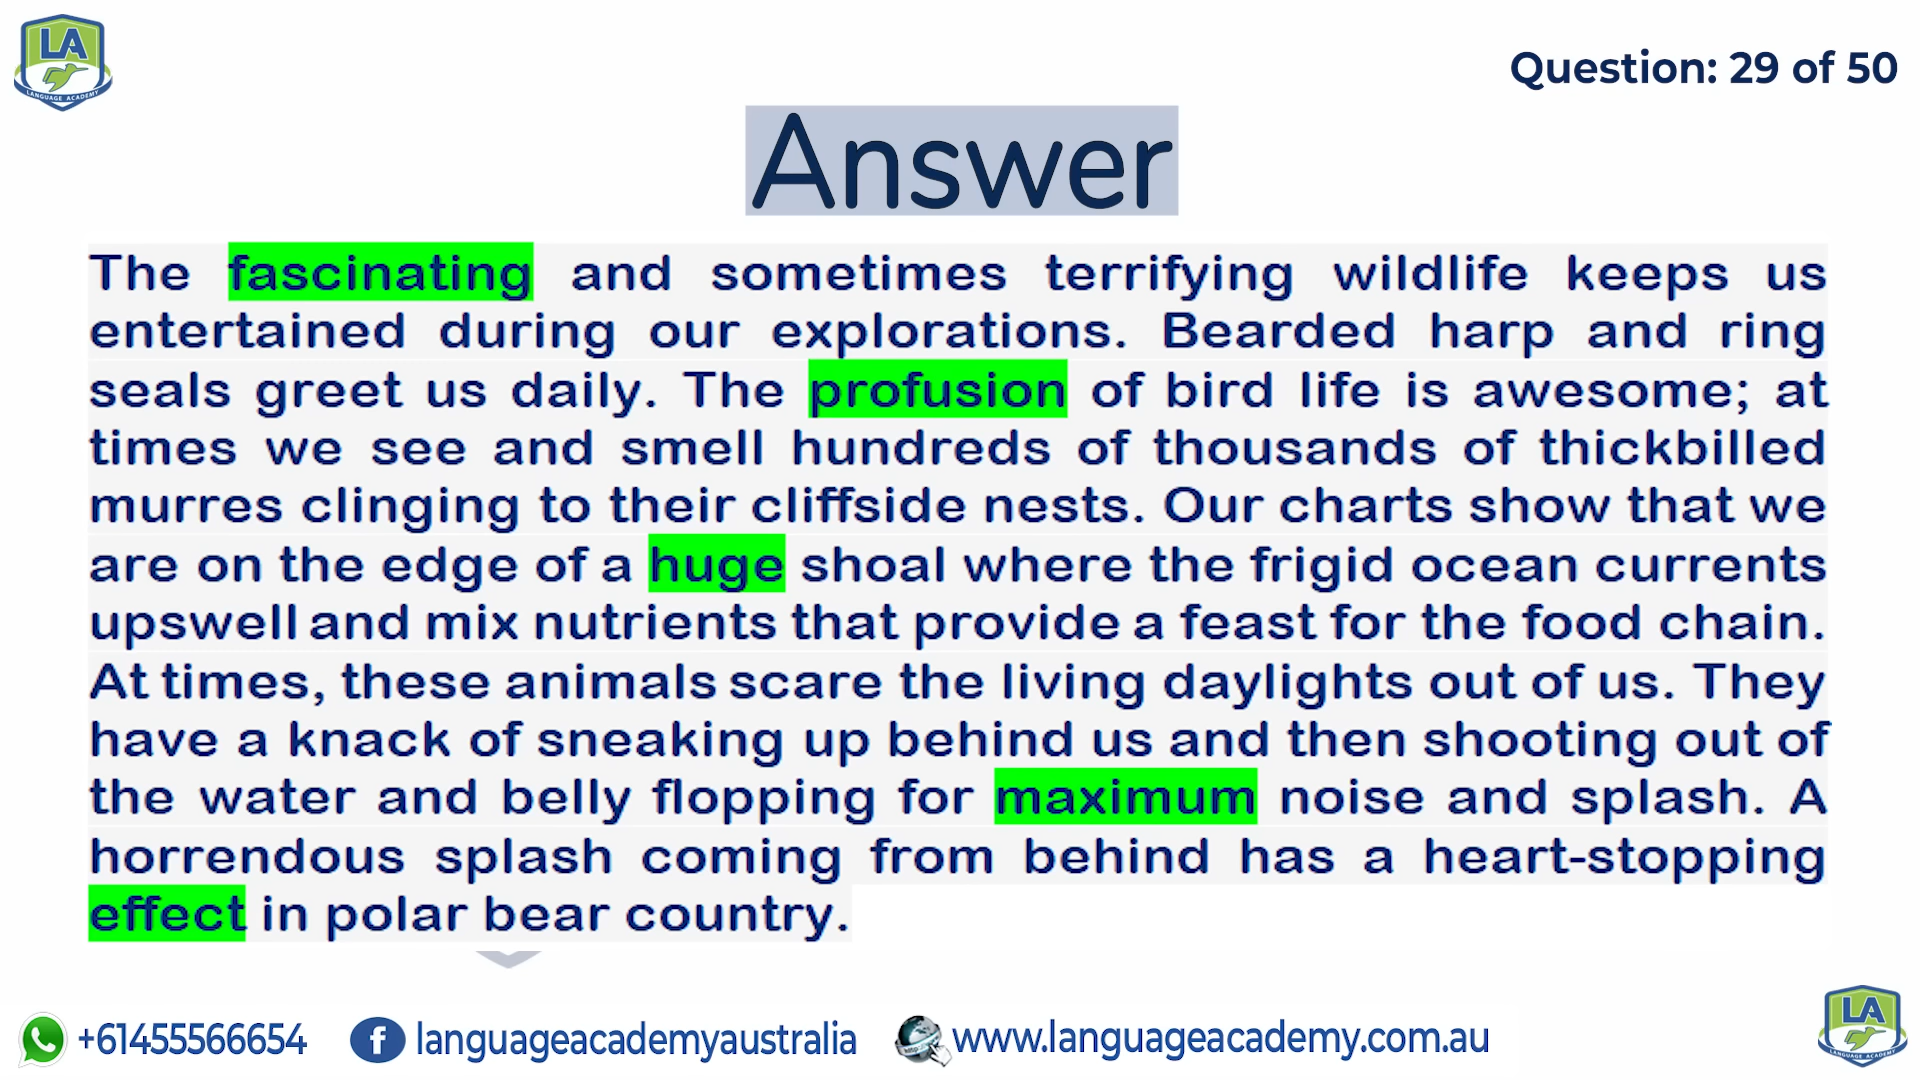 LA
LANGUAGE ACADEMY
Question: 29 of 50
Answer
The fascinating and sometimes terrifying wildlife keeps us
entertained during our explorations. Bearded harp and ring
seals greet us daily. The profusion of bird life is awesome; at
times we see and smell hundreds of thousands of thickbilled
murres clinging to their cliffside nests. Our charts show that we
are on the edge of a huge shoal where the frigid ocean currents
upswell and mix nutrients that provide a feast for the food chain.
At times, these animals scare the living daylights out of us. They
have a knack of sneaking up behind us and then shooting out of
the water and belly flopping for maximum noise and splash. A
horrendous splash coming from behind has a heart-stopping
effect in polar bear country.
+61455566654 languageacademyaustralia www.languageacademy.com.au
LA
LANGUAGE ACADEMY